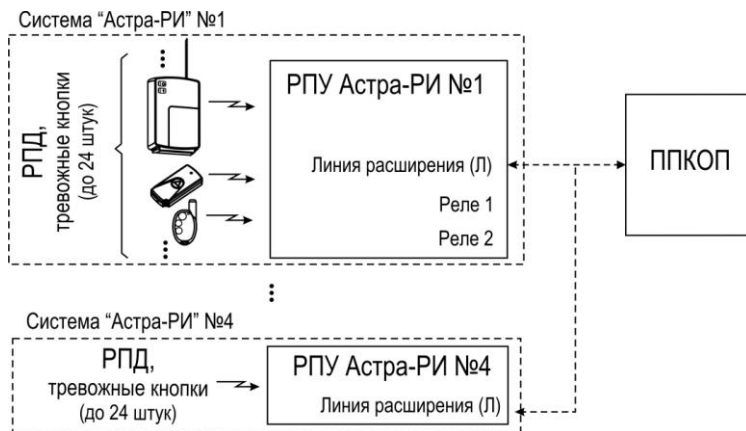 Система “Астра-РИ” №1
РПД,
тревожные кнопки
(до 24 штук)
РПУ Астра-РИ №1
Линия расширения (Л)
Реле 1
Реле 2
ППКОП
Система “Астра-РИ” №4
РПД,
тревожные кнопки
(до 24 штук)
РПУ Астра-РИ №4
Линия расширения (Л)